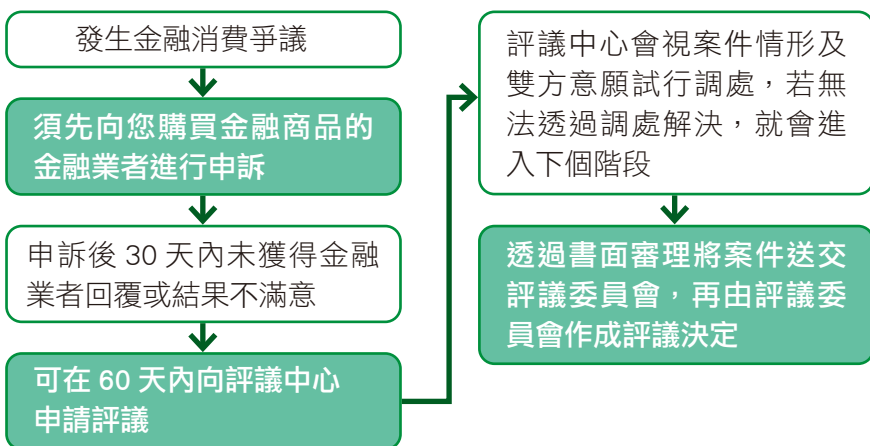 發生金融消費爭議
須先向您購買金融商品的
金融業者進行申訴
申訴後 30 天內未獲得金融
業者回覆或結果不滿意
可在 60 天內向評議中心
申請評議
評議中心會視案件情形及
雙方意願試行調處，若無
法透過調處解決，就會進
入下個階段
透過書面審理將案件送交
評議委員會，再由評議委
員會作成評議決定